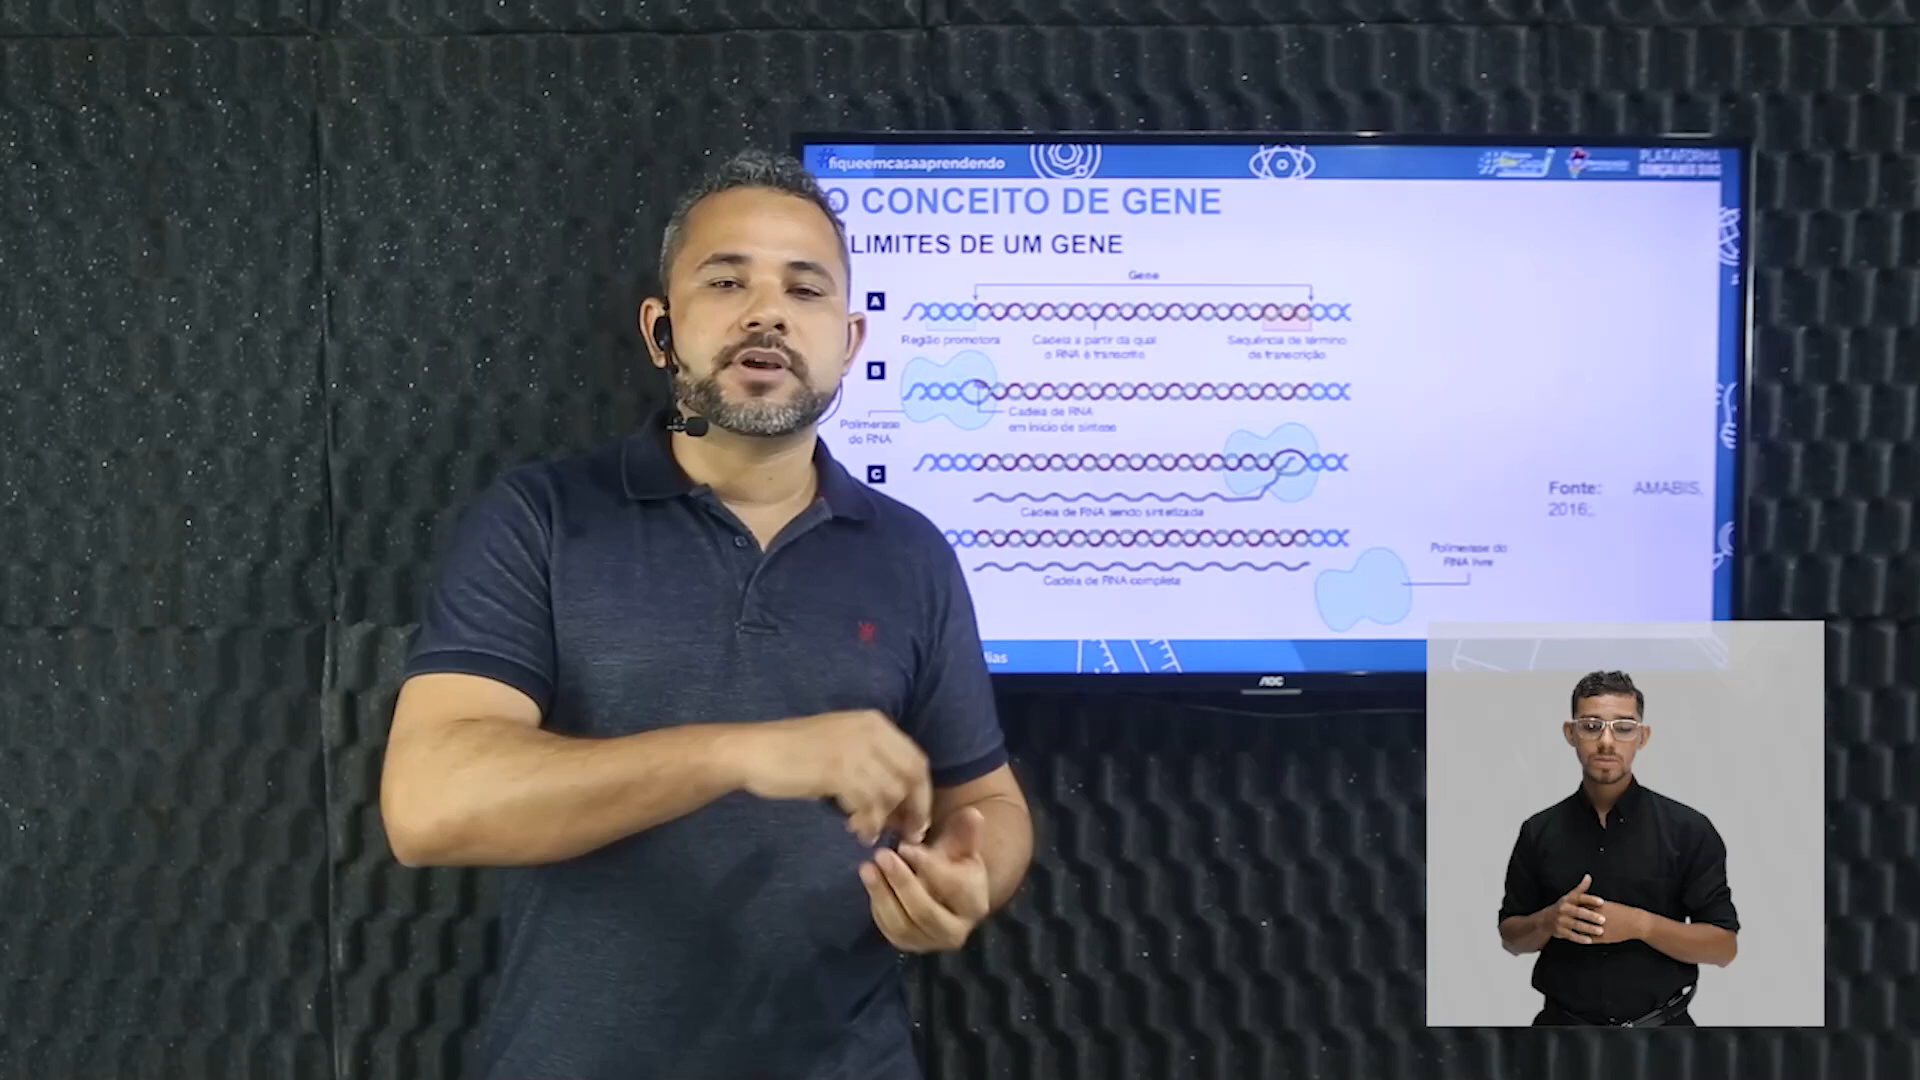 #fiqueemcasaaprendendo
PLATAFORMA
GONÇALVES DIAS
O CONCEITO DE GENE
LIMITES DE UM GENE
Gene
A
Região promotora
Cadeia a partir da qual
o RNA é transcrito
Sequência de término
de transcrição
B
Polimerase
do RNA
Cadeia de RNA
em início de síntese
C
Cadeia de RNA sendo sintetizada
Fonte: AMABIS,
2016;.
Cadeia de RNA completa
Polimerase do
RNA livre
dias
AOC